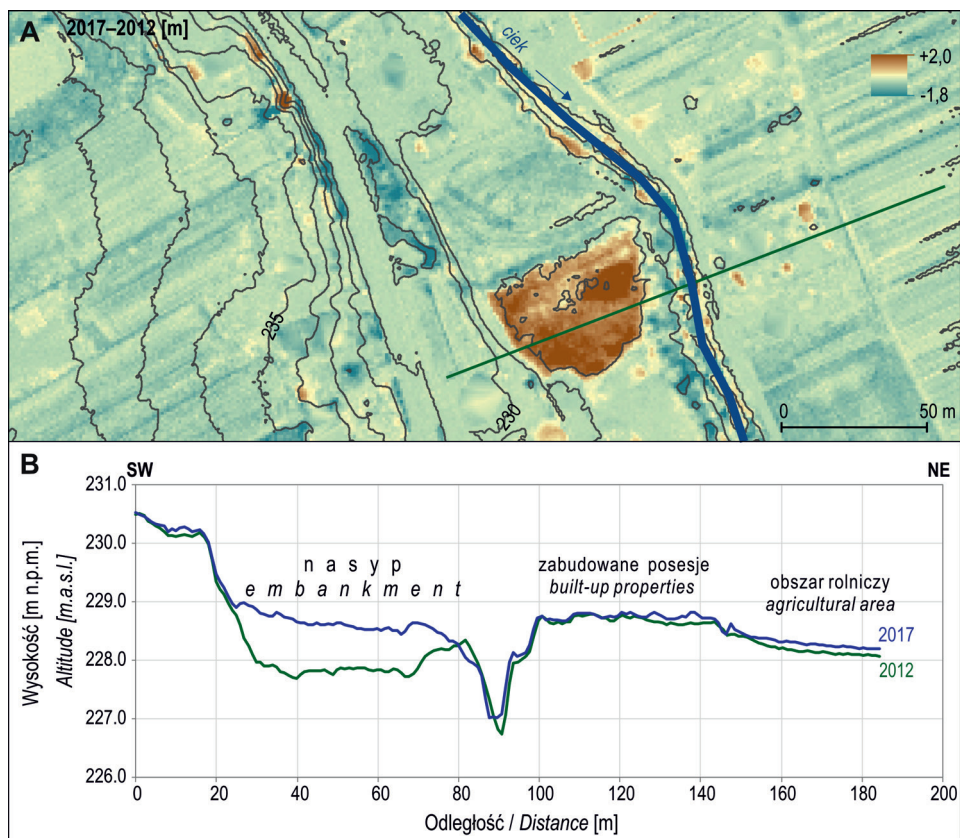 A
2017–2012 [m]
ciek
+2,0
-1,8
235
230
0 50 m
B
SW NE
231.0
230.0
229.0
228.0
227.0
226.0
Wysokość [m n.p.m.]
Altitude [m a.s.l.]
nasyp
embankment
zabudowane posesje
built-up properties
obszar rolniczy
agricultural area
2017
2012
0 20 40 60 80 100 120 140 160 180 200
Odległość / Distance [m]